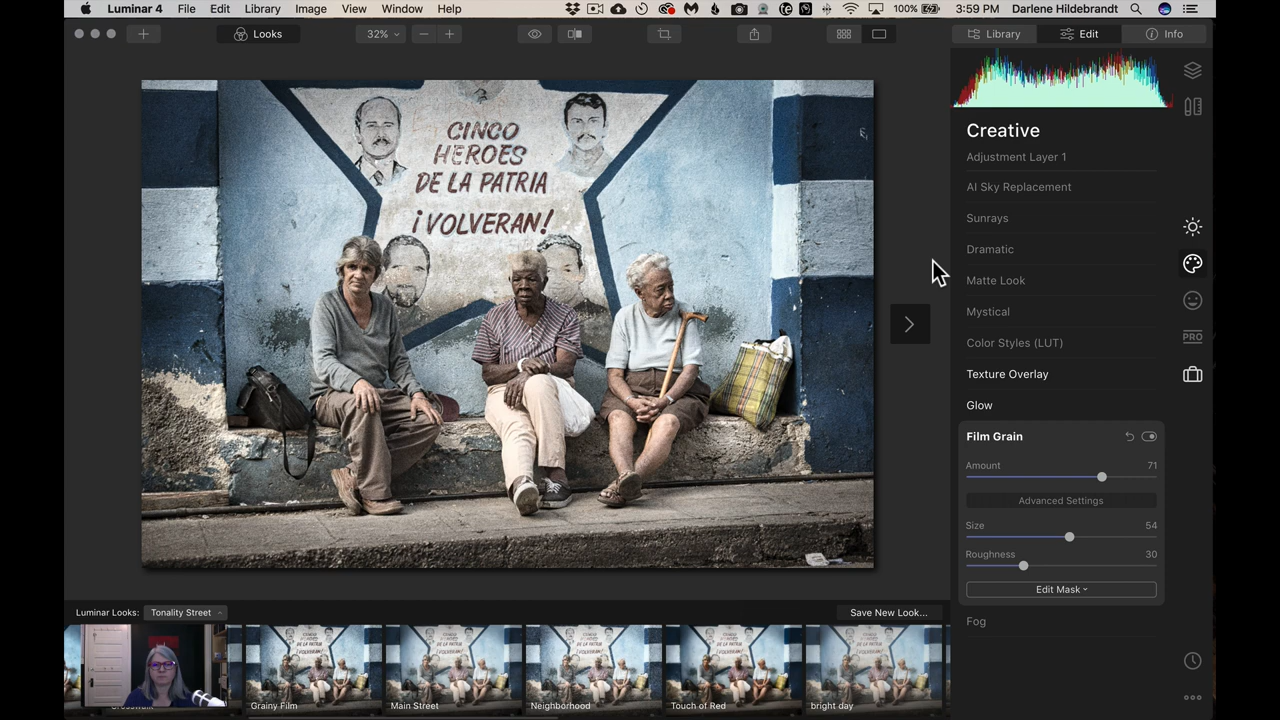 Luminar 4 File Edit Library Image View Window Help 100% 3:59 PM Darlene Hildebrandt
Looks 32% Library Edit Info
CINCO
HEROES
DE LA PATRIA
¡VOLVERAN!
Creative
Adjustment Layer 1
AI Sky Replacement
Sunrays
Dramatic
Matte Look
Mystical
Color Styles (LUT)
PRO
Texture Overlay
Glow
Film Grain
Amount 71
Advanced Settings
Size 54
Roughness 30
Edit Mask
Fog
Luminar Looks: Tonality Street Save New Look...
Grainy Film Main Street Neighborhood Touch of Red bright day